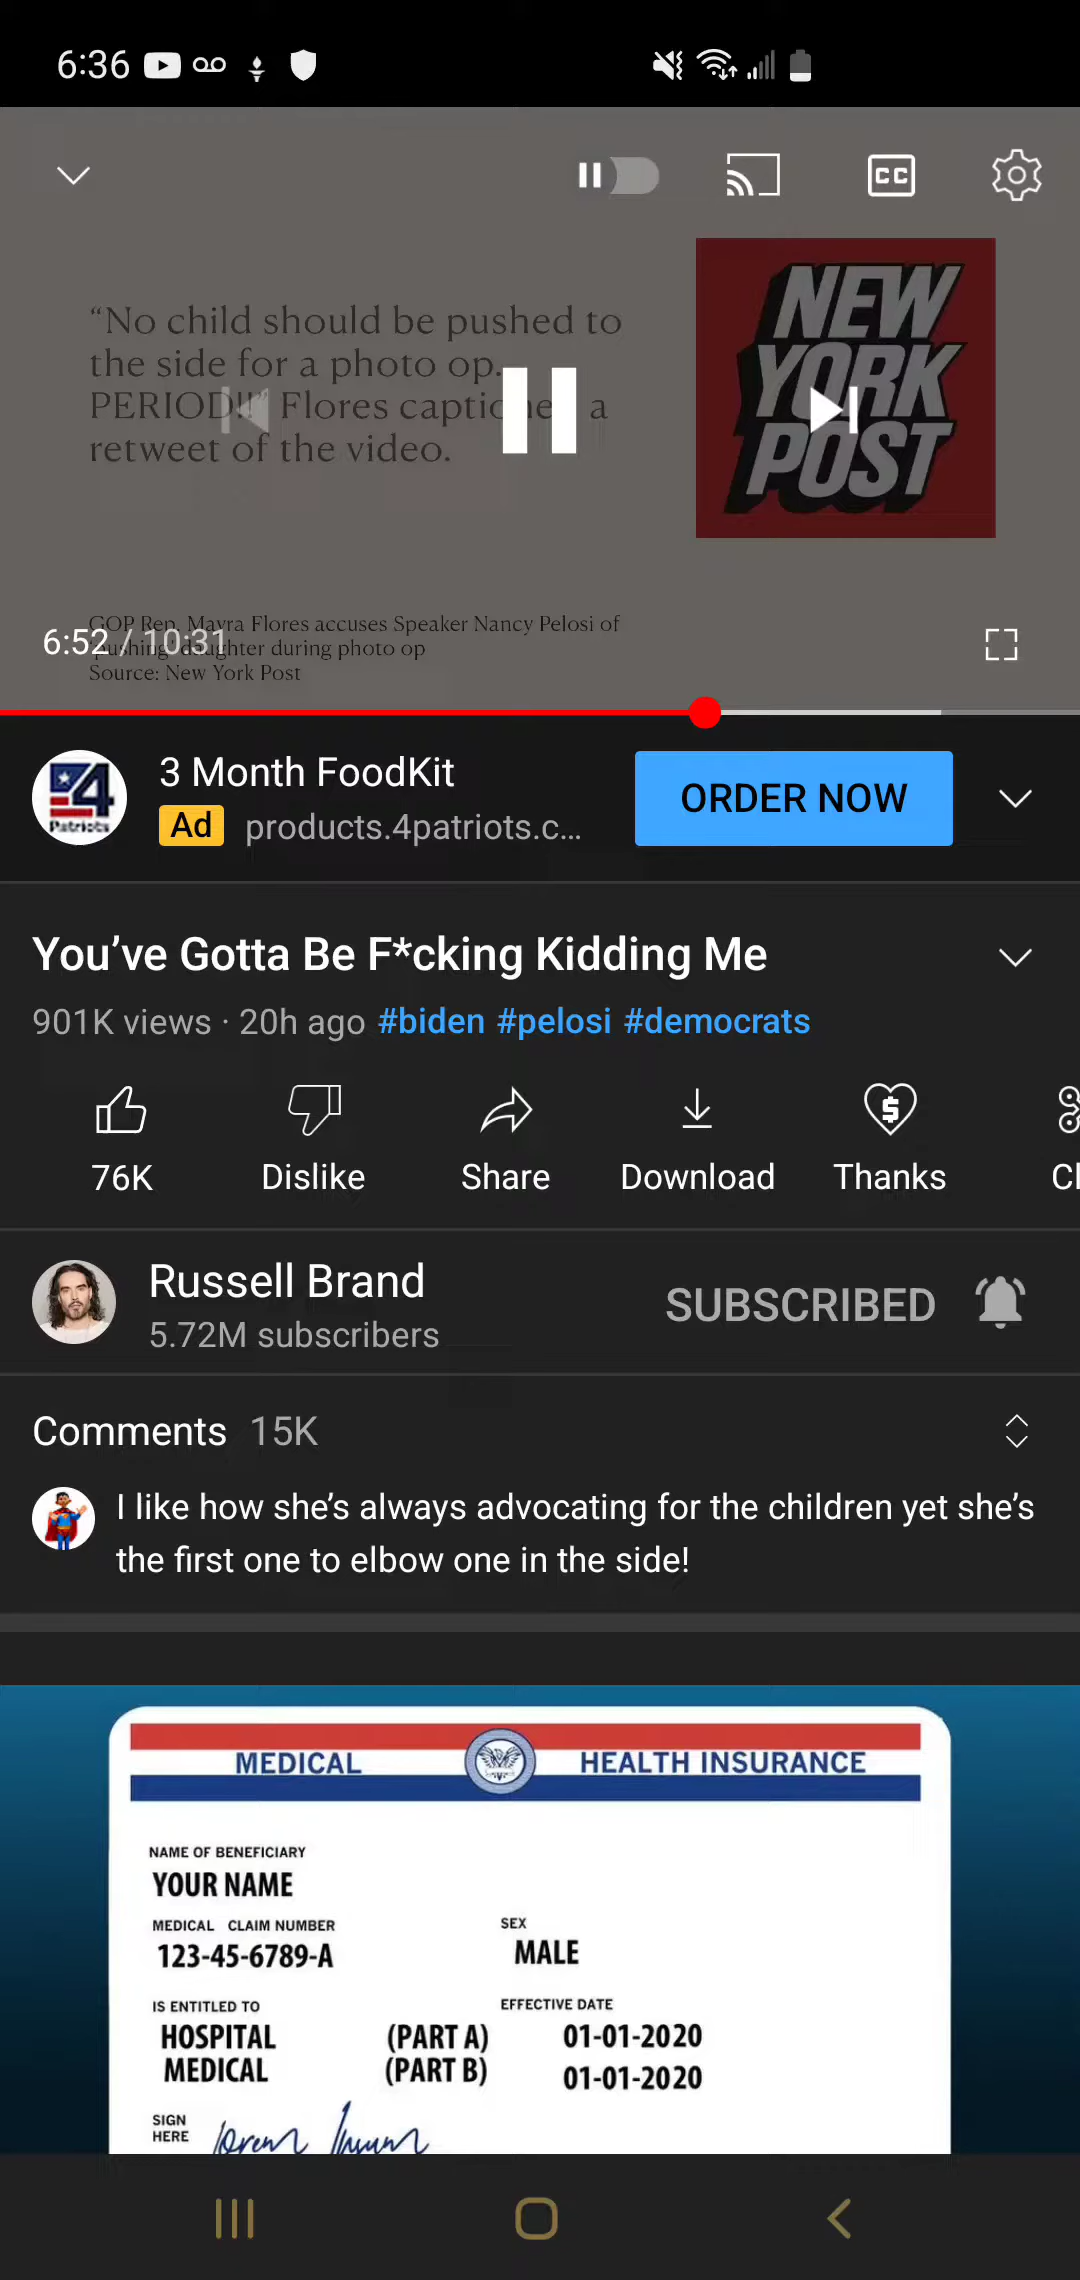 6:36
CC
“No child should be pushed to
the side for a photo op.
PERIOD!!!” Flores captioned a
retweet of the video.
NEW
YORK
POST
GOP Rep. Mayra Flores accuses Speaker Nancy Pelosi of
'pushing' daughter during photo op
Source: New York Post
6:52 / 10:31
4
Patriots
3 Month FoodKit
Ad products.4patriots.c...
ORDER NOW
You’ve Gotta Be F*cking Kidding Me
901K views · 20h ago #biden #pelosi #democrats
76K
Dislike
Share
Download
Thanks
Cl
Russell Brand
5.72M subscribers
SUBSCRIBED
Comments 15K
I like how she’s always advocating for the children yet she’s
the first one to elbow one in the side!
MEDICAL HEALTH INSURANCE
NAME OF BENEFICIARY
YOUR NAME
MEDICAL CLAIM NUMBER
123-45-6789-A
SEX
MALE
IS ENTITLED TO
EFFECTIVE DATE
HOSPITAL (PART A) 01-01-2020
MEDICAL (PART B) 01-01-2020
SIGN
HERE